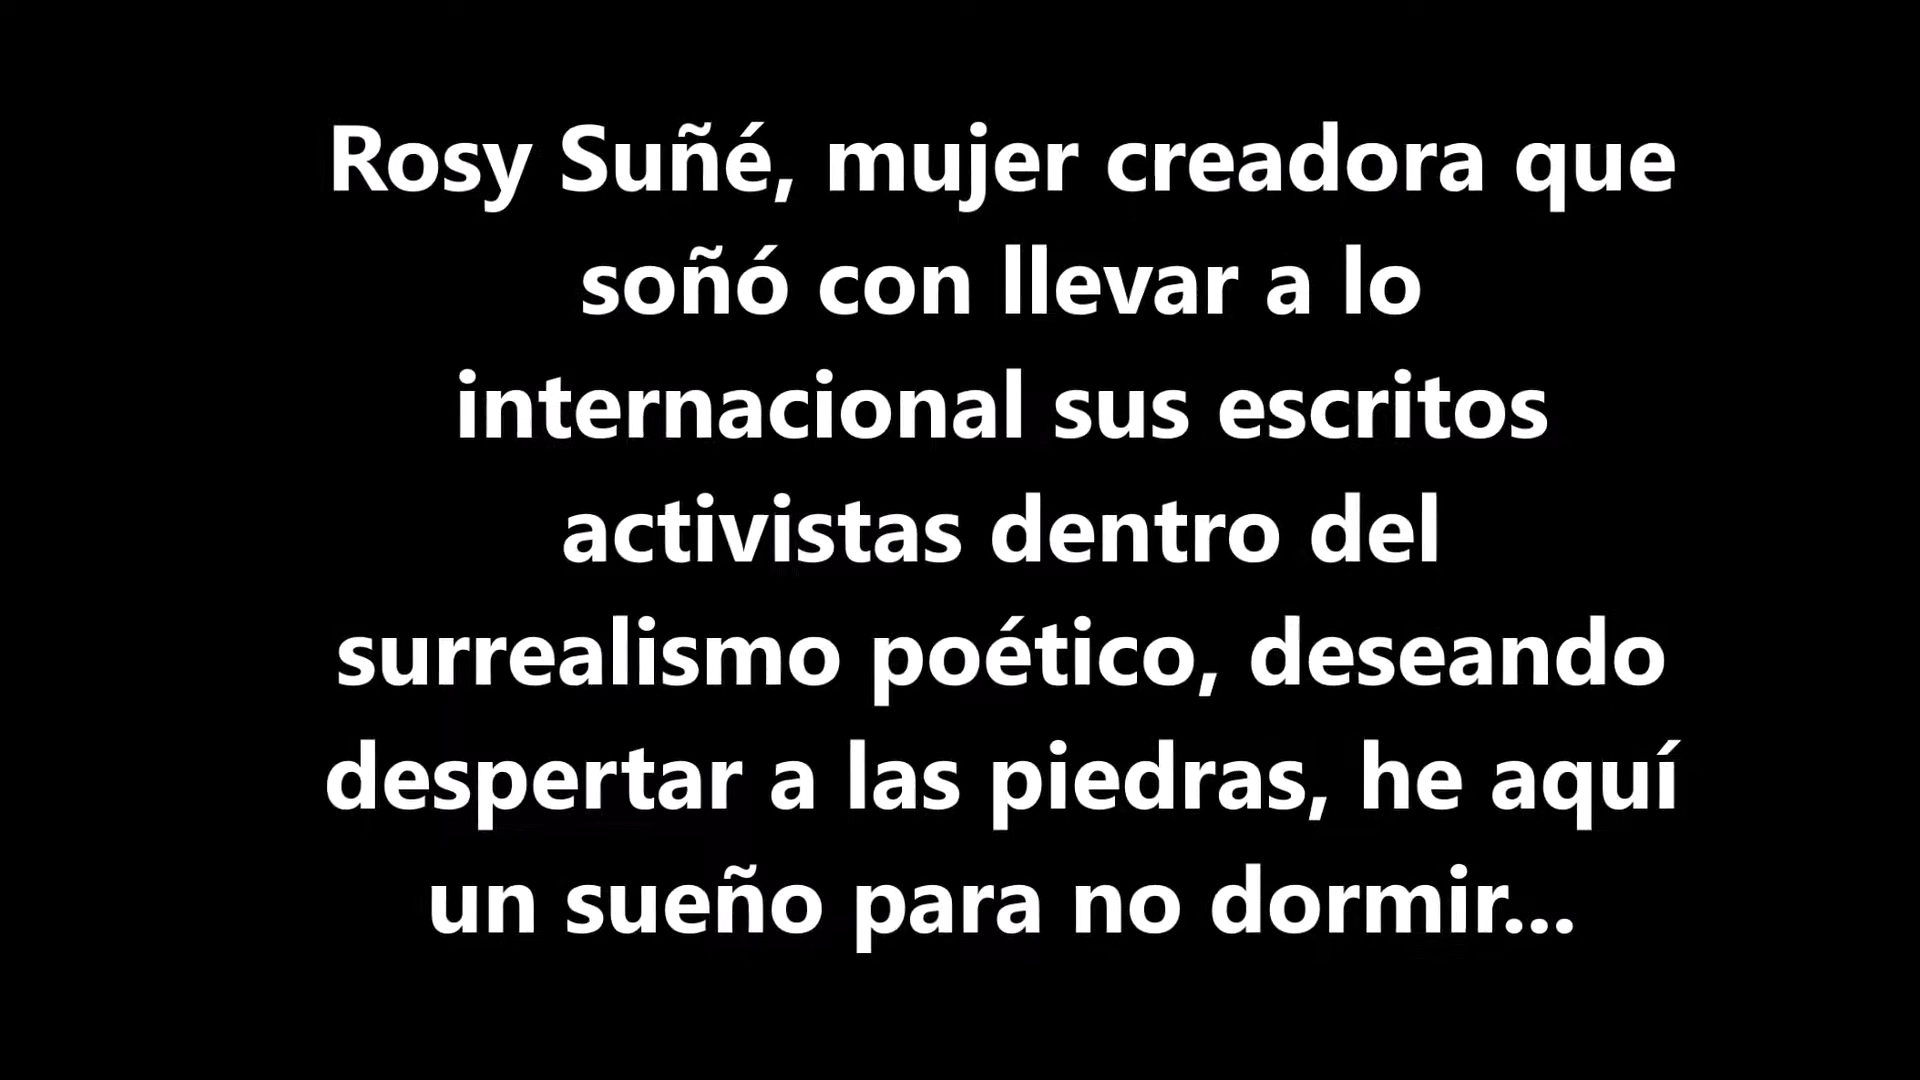 Rosy Suñé, mujer creadora que
soñó con llevar a lo
internacional sus escritos
activistas dentro del
surrealismo poético, deseando
despertar a las piedras, he aquí
un sueño para no dormir...